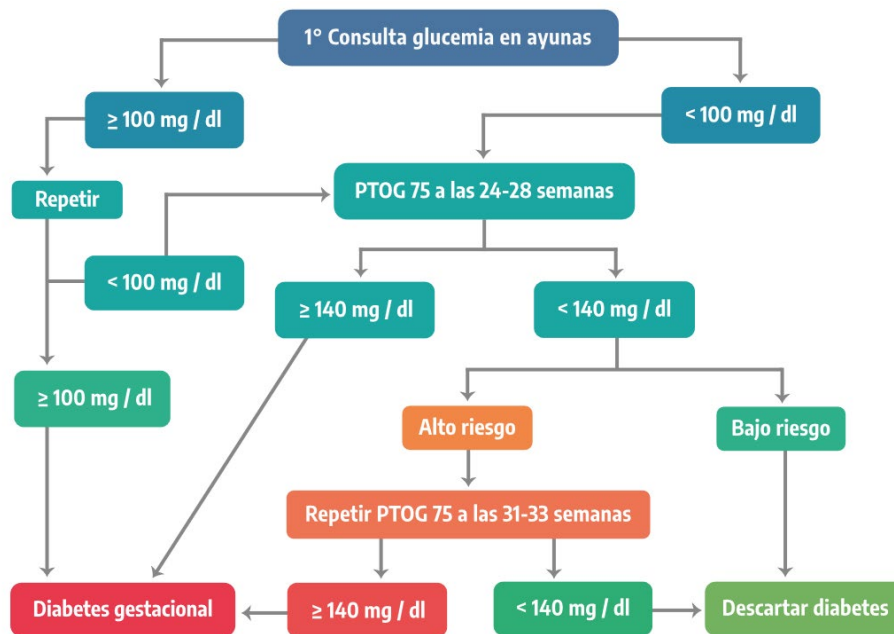 1° Consulta glucemia en ayunas
≥ 100 mg / dl
< 100 mg / dl
Repetir
PTOG 75 a las 24-28 semanas
< 100 mg / dl
≥ 140 mg / dl
< 140 mg / dl
≥ 100 mg / dl
Alto riesgo
Bajo riesgo
Repetir PTOG 75 a las 31-33 semanas
Diabetes gestacional
≥ 140 mg / dl
< 140 mg / dl
Descartar diabetes